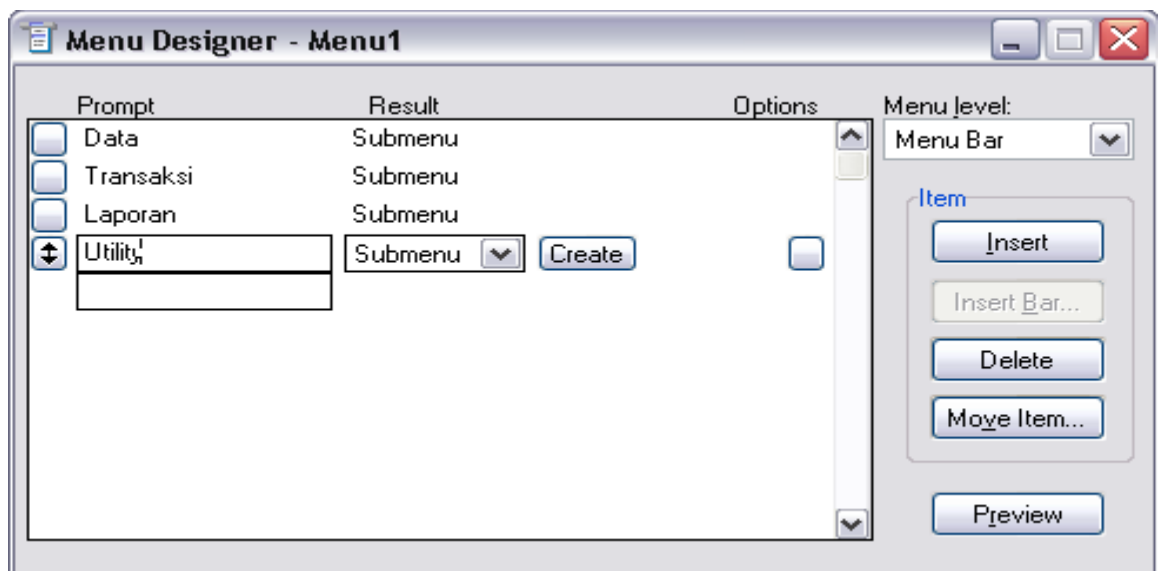 Menu Designer - Menu1
Prompt Result Options Menu level:
Data Submenu Menu Bar
Transaksi Submenu
Laporan Submenu Item
Utility Submenu Create Insert
Insert Bar...
Delete
Move Item...
Preview